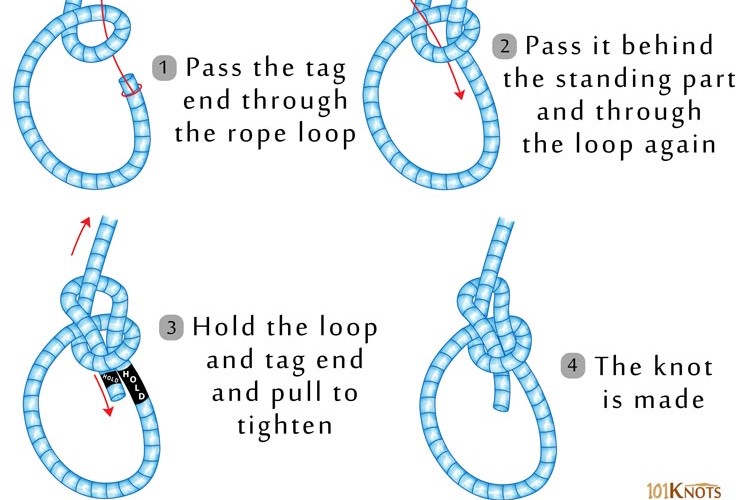 1 Pass the tag
end through
the rope loop
2 Pass it behind
the standing part
and through
the loop again
3 Hold the loop
and tag end
and pull to
tighten
HOLD
HOLD
4 The knot
is made
101KNOTS